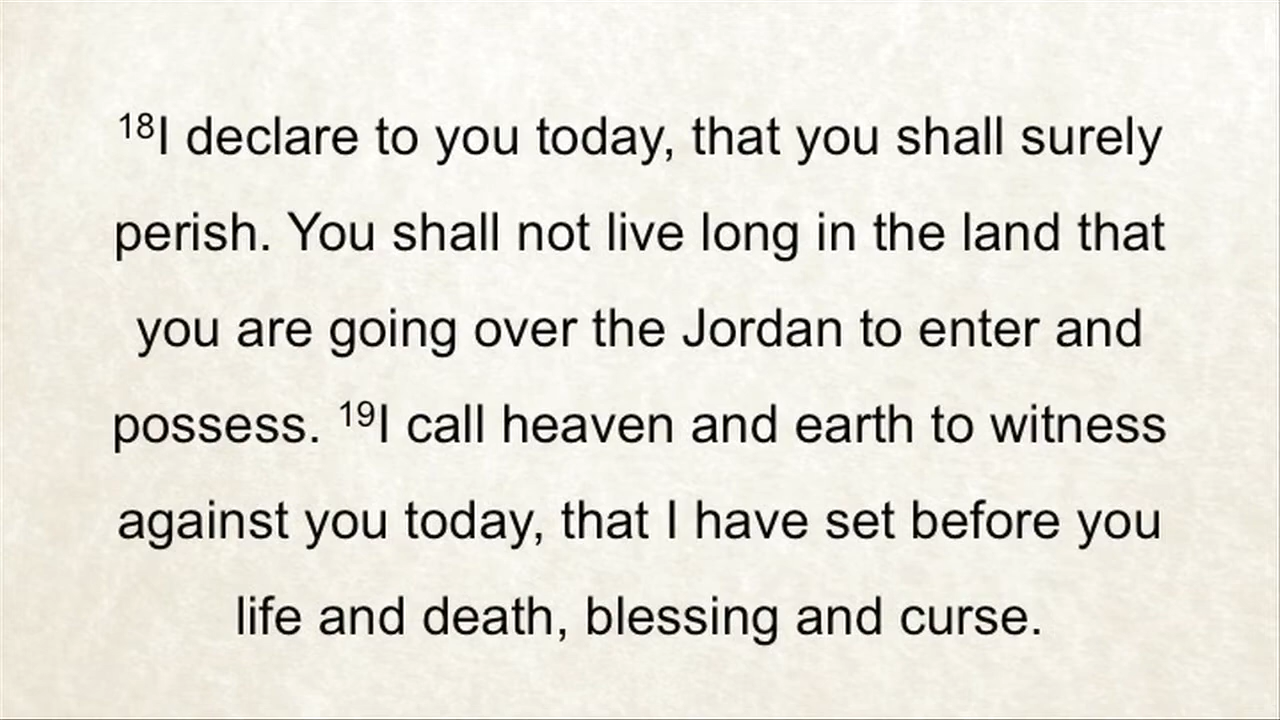 18I declare to you today, that you shall surely
perish. You shall not live long in the land that
you are going over the Jordan to enter and
possess. 19I call heaven and earth to witness
against you today, that I have set before you
life and death, blessing and curse.